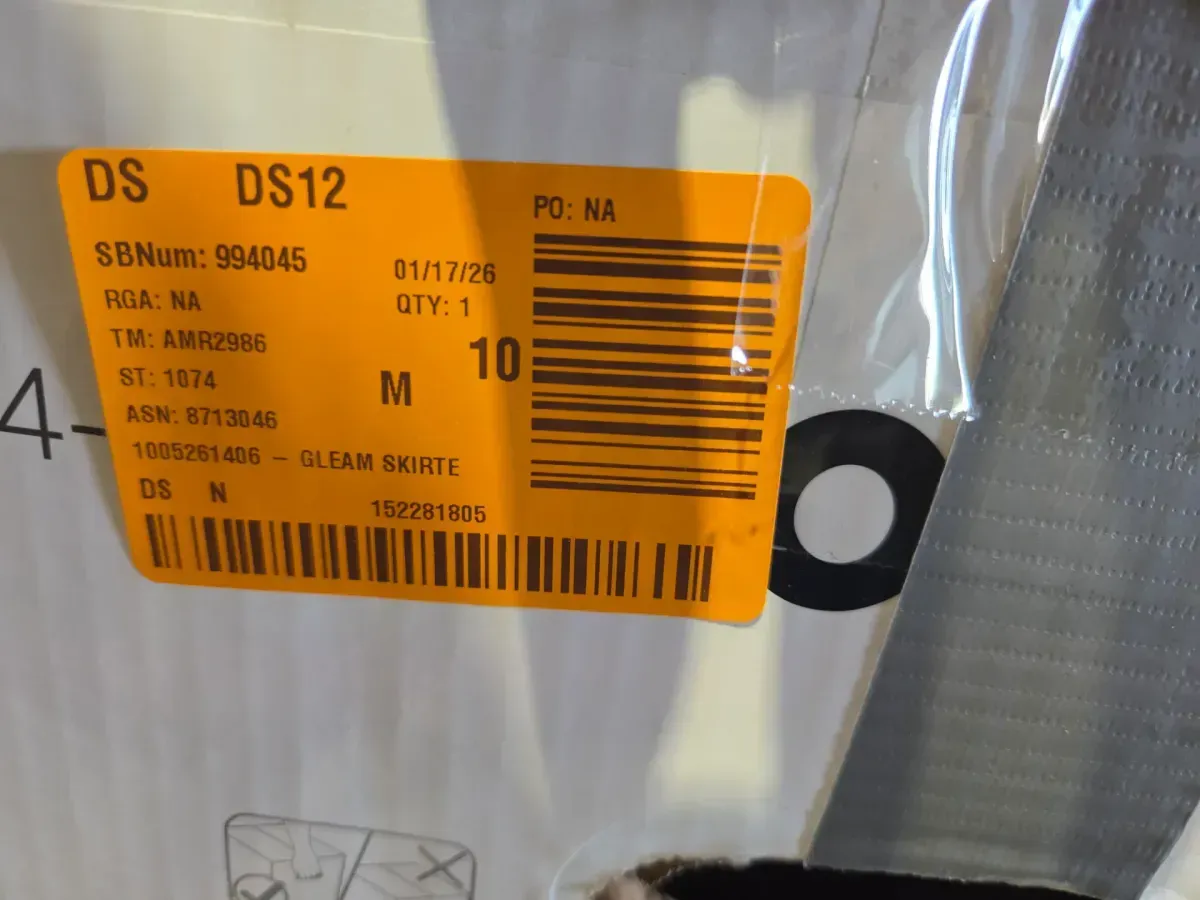 DS DS12
PO: NA
SBNum: 994045
01/17/26
RGA: NA
QTY: 1
TM: AMR2986
10
ST: 1074
M
ASN: 8713046
4-
1005261406 – GLEAM SKIRTE
DS N
152281805